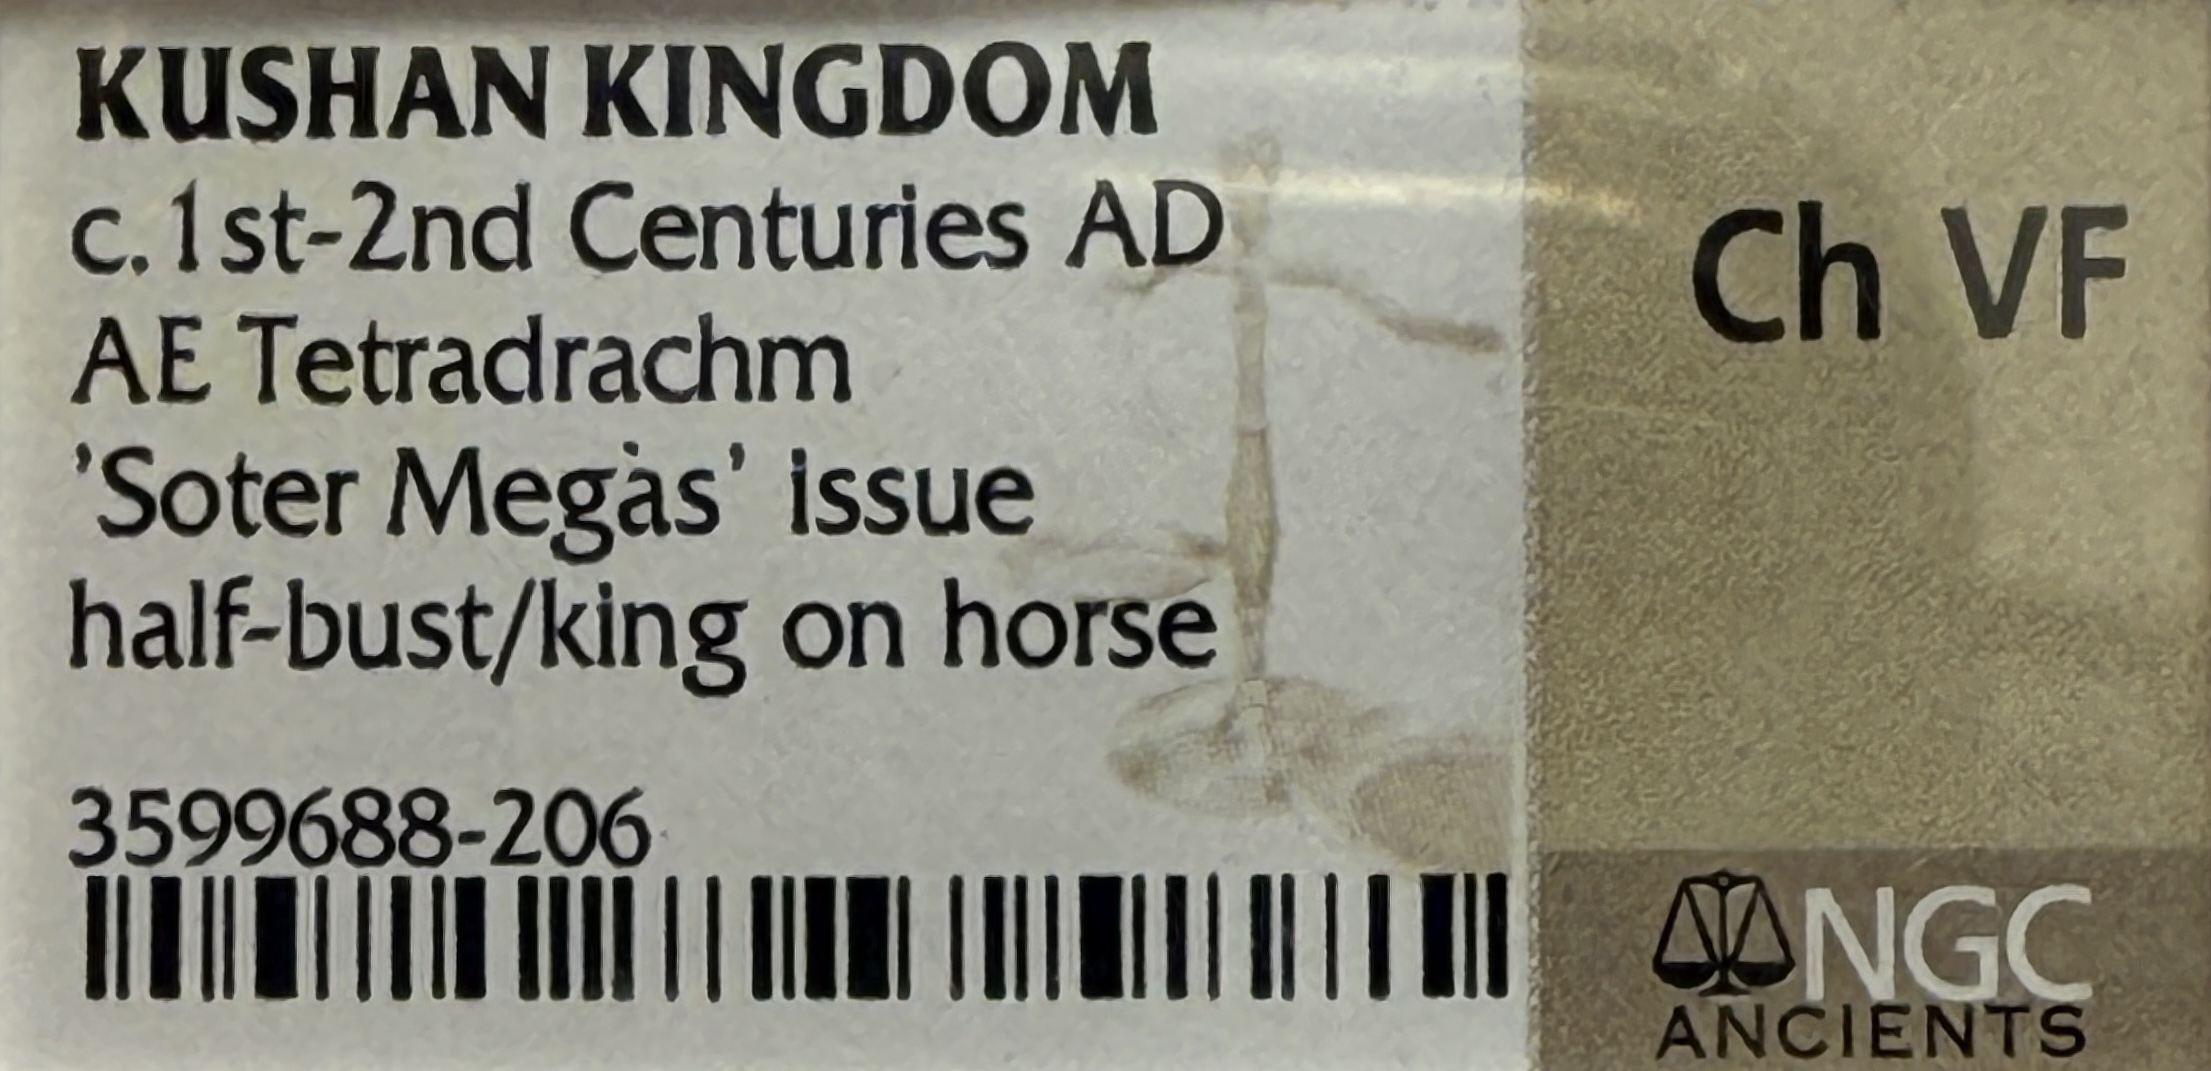 KUSHAN KINGDOM
c.1st-2nd Centuries AD
AE Tetradrachm
'Soter Megas' issue
half-bust/king on horse
3599688-206
Ch VF
NGC
ANCIENTS